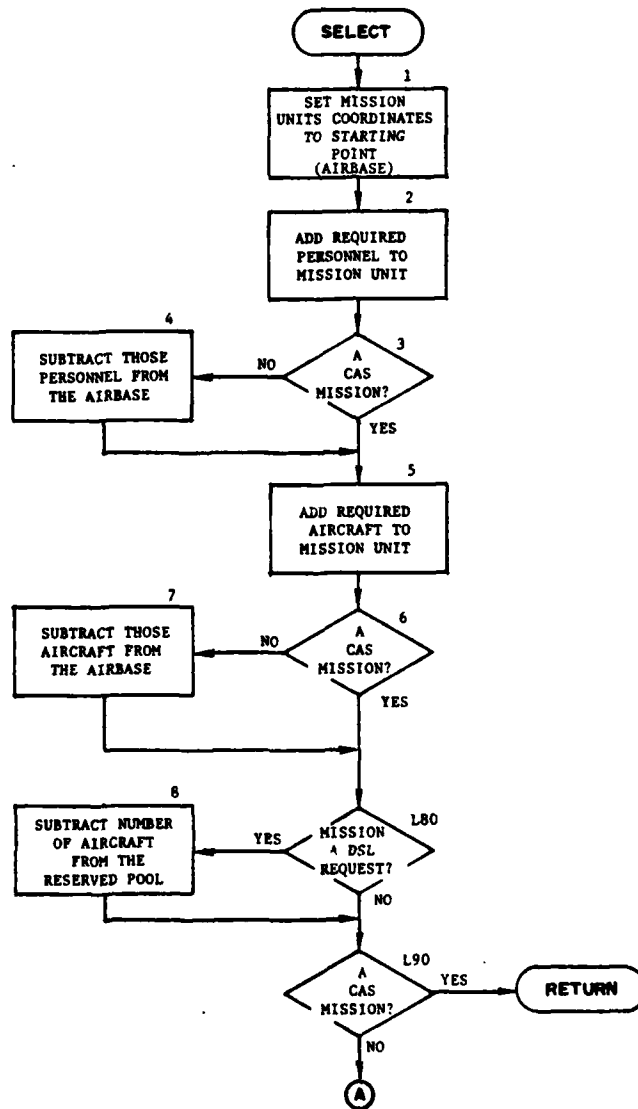 SELECT
1
SET MISSION
UNITS COORDINATES
TO STARTING
POINT
(AIRBASE)
2
ADD REQUIRED
PERSONNEL TO
MISSION UNIT
3
A
CAS
MISSION?
NO
YES
4
SUBTRACT THOSE
PERSONNEL FROM
THE AIRBASE
5
ADD REQUIRED
AIRCRAFT TO
MISSION UNIT
6
A
CAS
MISSION?
NO
YES
7
SUBTRACT THOSE
AIRCRAFT FROM
THE AIRBASE
L80
MISSION
A DSL
REQUEST?
YES
NO
8
SUBTRACT NUMBER
OF AIRCRAFT
FROM THE
RESERVED POOL
L90
A
CAS
MISSION?
YES
RETURN
NO
A